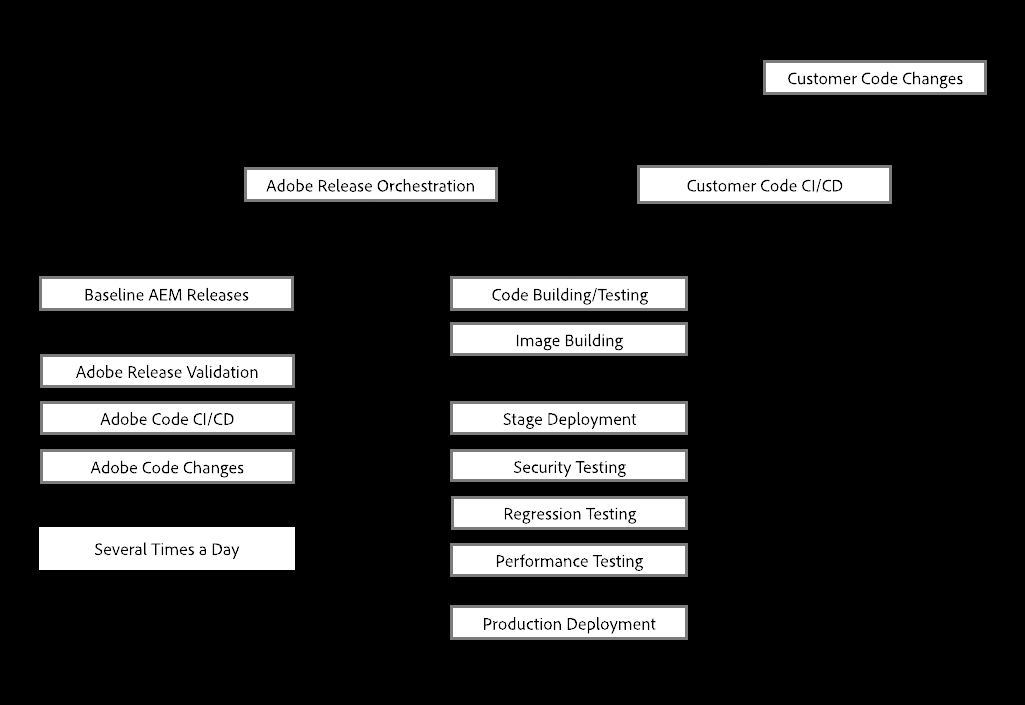 Customer Code Changes
Adobe Release Orchestration
Customer Code CI/CD
Baseline AEM Releases
Adobe Release Validation
Adobe Code CI/CD
Adobe Code Changes
Several Times a Day
Code Building/Testing
Image Building
Stage Deployment
Security Testing
Regression Testing
Performance Testing
Production Deployment